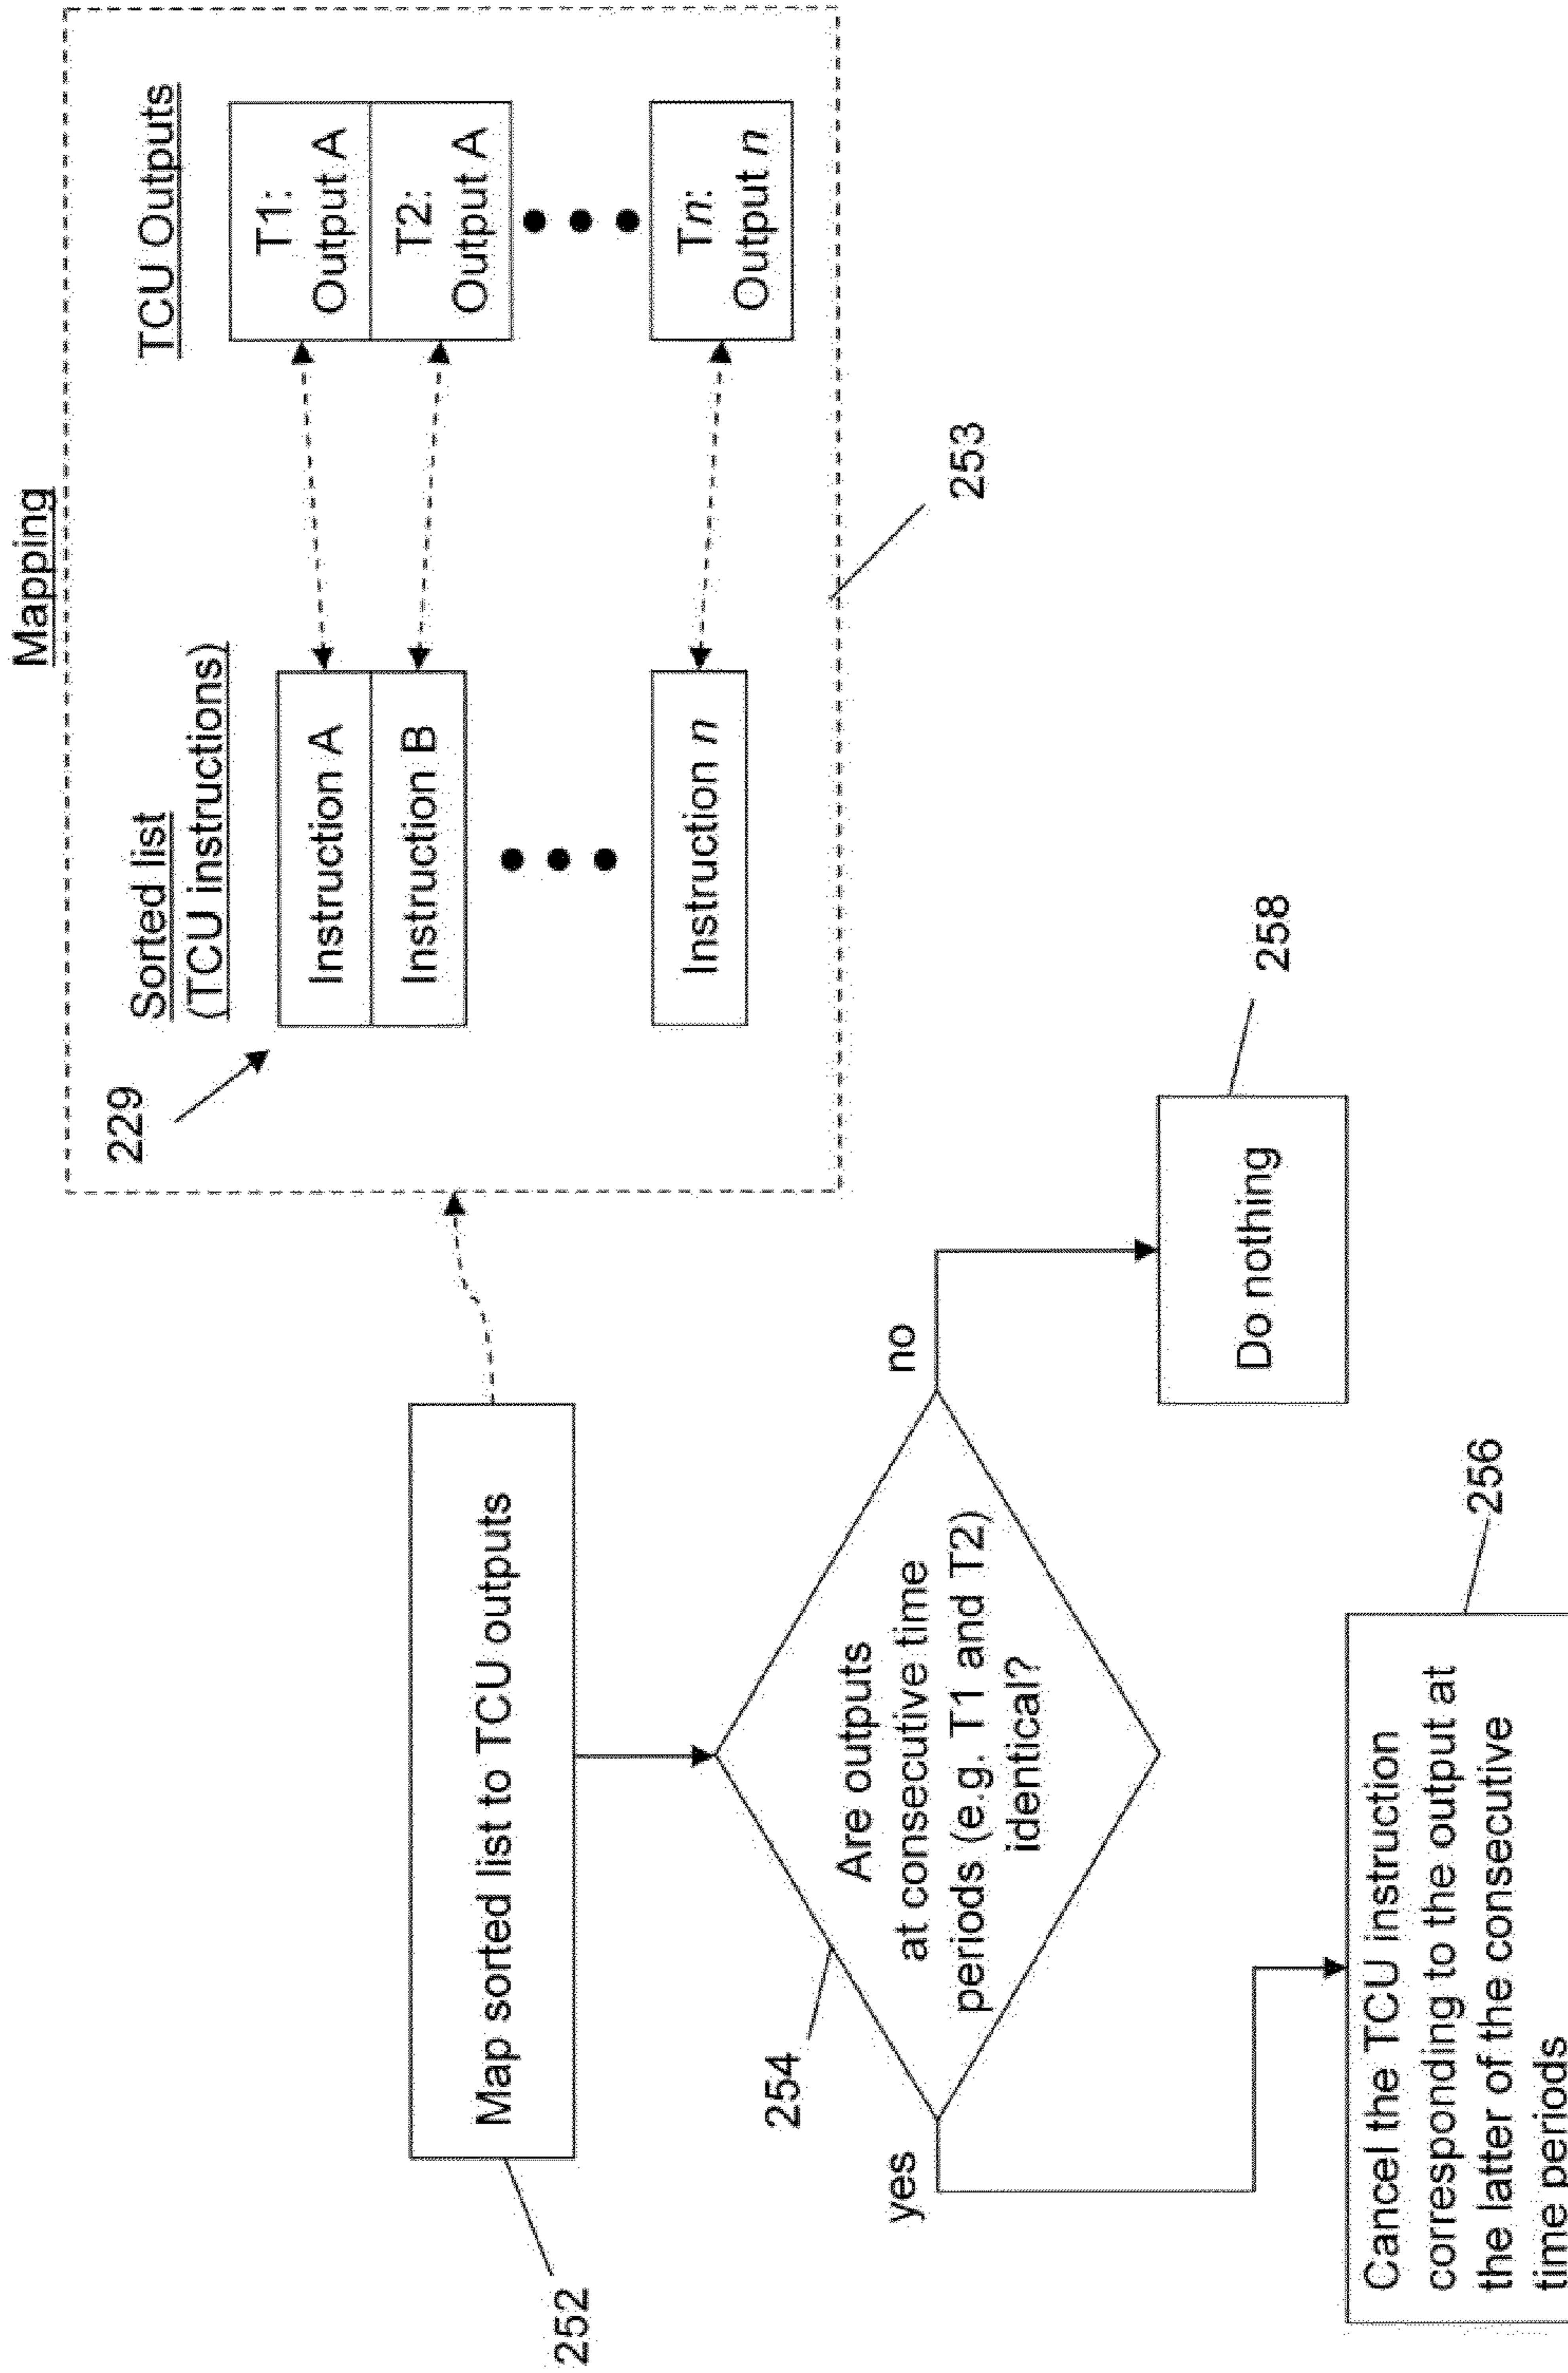 Mapping
Sorted list
(TCU instructions)
TCU Outputs
229
Instruction A
Instruction B
Instruction n
T1:
Output A
T2:
Output A
Tn:
Output n
253
252
Map sorted list to TCU outputs
254
Are outputs
at consecutive time
periods (e.g. T1 and T2)
identical?
yes
no
Cancel the TCU instruction
corresponding to the output at
the latter of the consecutive
time periods
256
Do nothing
258